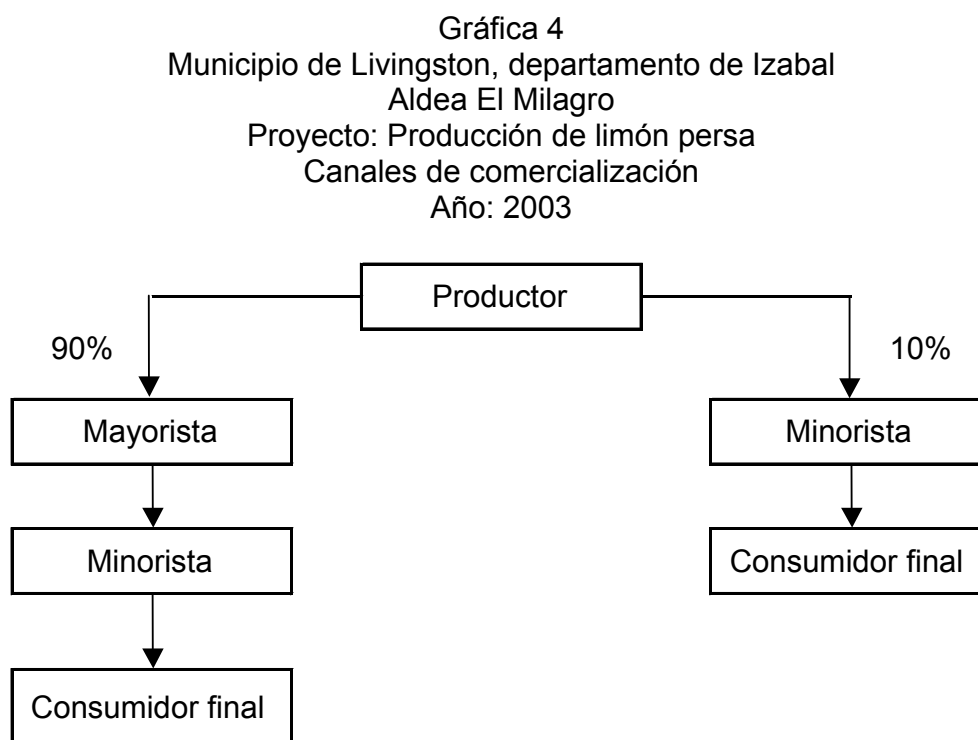 Gráfica 4
Municipio de Livingston, departamento de Izabal
Aldea El Milagro
Proyecto: Producción de limón persa
Canales de comercialización
Año: 2003
Productor
90%
10%
Mayorista
Minorista
Minorista
Consumidor final
Consumidor final